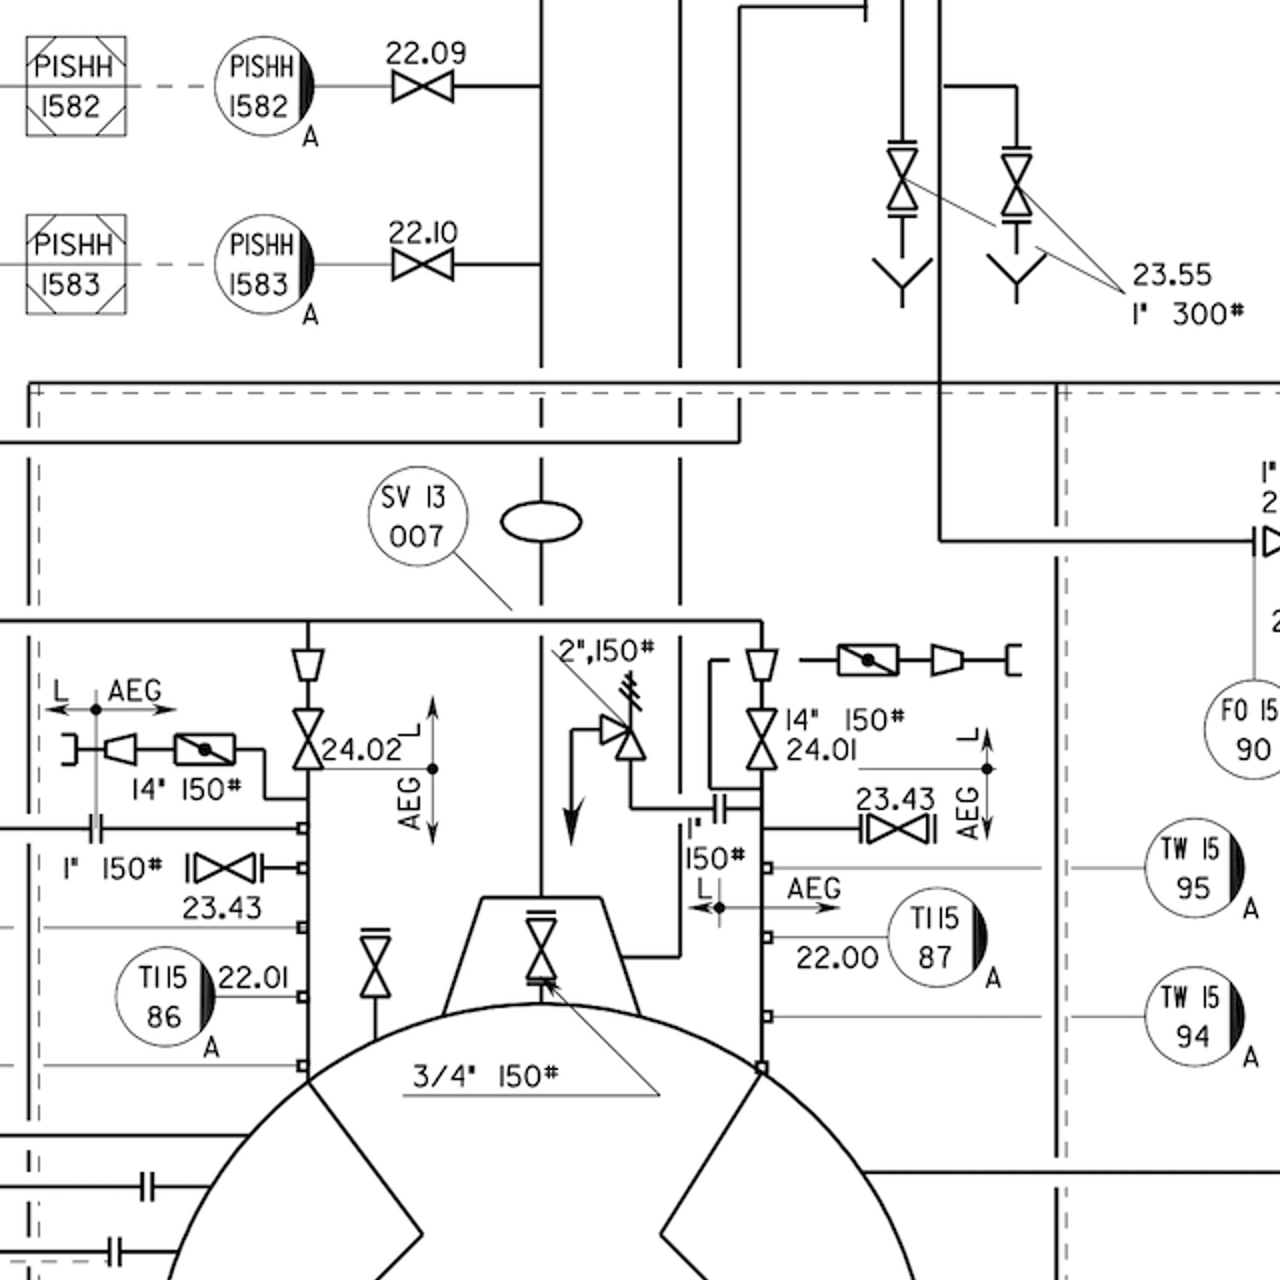 PISHH
1582
PISHH
1582
A
22.09
PISHH
1583
PISHH
1583
A
22.10
23.55
1" 300#
SV 13
007
1"
2
2
2",150#
L AEG
24.02
L
AEG
14" 150#
14" 150#
24.01
L
AEG
FO 15
90
1" 150#
23.43
23.43
1"
150#
L AEG
TW 15
95
A
TI 15
86
A
22.01
22.00
TI 15
87
A
TW 15
94
A
3/4" 150#